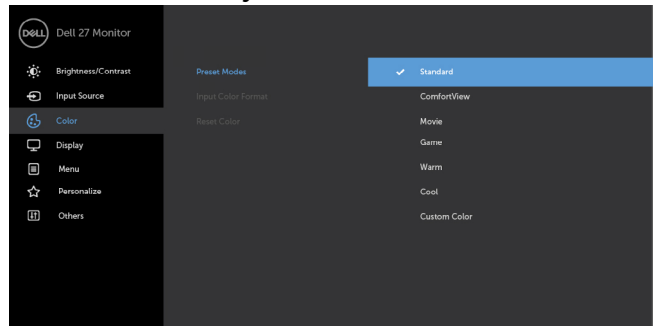 DELL
Dell 27 Monitor
Brightness/Contrast
Input Source
Color
Display
Menu
Personalize
Others
Preset Modes
Input Color Format
Reset Color
Standard
ComfortView
Movie
Game
Warm
Cool
Custom Color